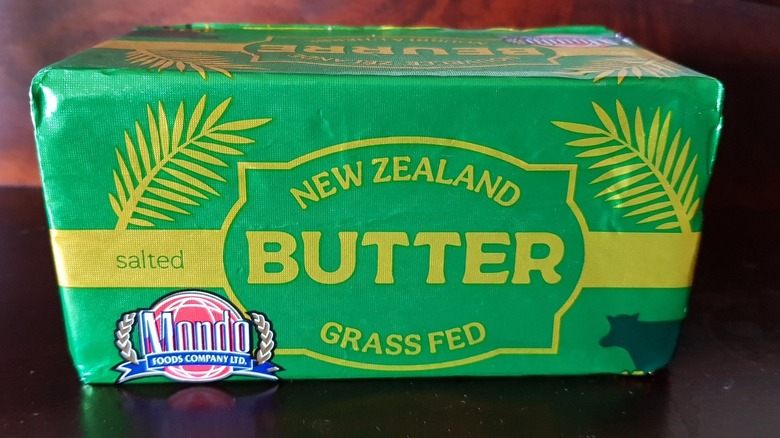 BEURRE
NEW ZEALAND
salted
BUTTER
GRASS FED
Mondo
FOODS COMPANY LTD.